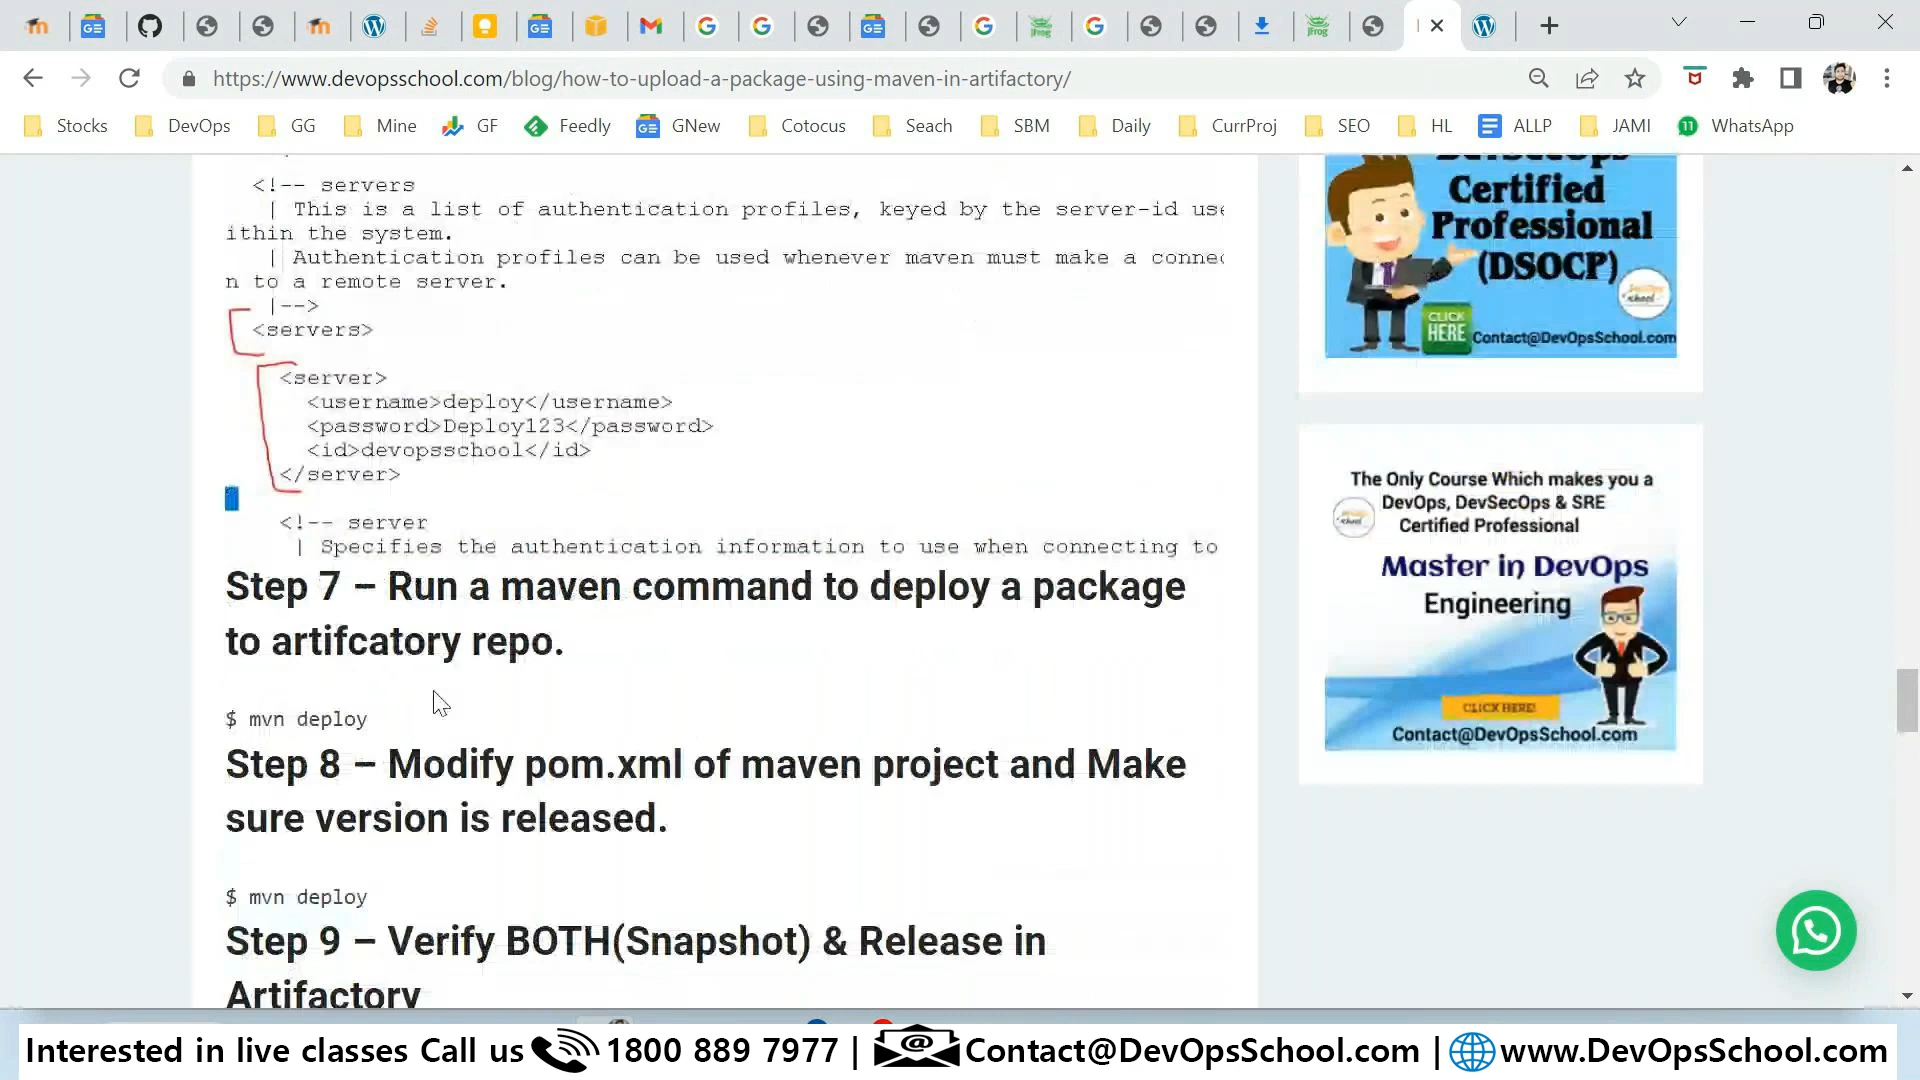 https://www.devopsschool.com/blog/how-to-upload-a-package-using-maven-in-artifactory/
Stocks DevOps GG Mine GF Feedly GNew Cotocus Seach SBM Daily CurrProj SEO HL ALLP JAMI WhatsApp
<!-- servers
| This is a list of authentication profiles, keyed by the server-id use
ithin the system.
| Authentication profiles can be used whenever maven must make a connec
n to a remote server.
|-->
<servers>
<server>
<username>deploy</username>
<password>Deploy123</password>
<id>devopsschool</id>
</server>
<!-- server
| Specifies the authentication information to use when connecting to
Step 7 – Run a maven command to deploy a package
to artifcatory repo.
$ mvn deploy
Step 8 – Modify pom.xml of maven project and Make
sure version is released.
$ mvn deploy
Step 9 – Verify BOTH(Snapshot) & Release in
Artifactory
DevSecOps
Certified
Professional
(DSOCP)
CLICK
HERE
Contact@DevOpsSchool.com
The Only Course Which makes you a
DevOps, DevSecOps & SRE
Certified Professional
Master in DevOps
Engineering
CLICK HERE!
Contact@DevOpsSchool.com
Interested in live classes Call us 1800 889 7977 | Contact@DevOpsSchool.com | www.DevOpsSchool.com